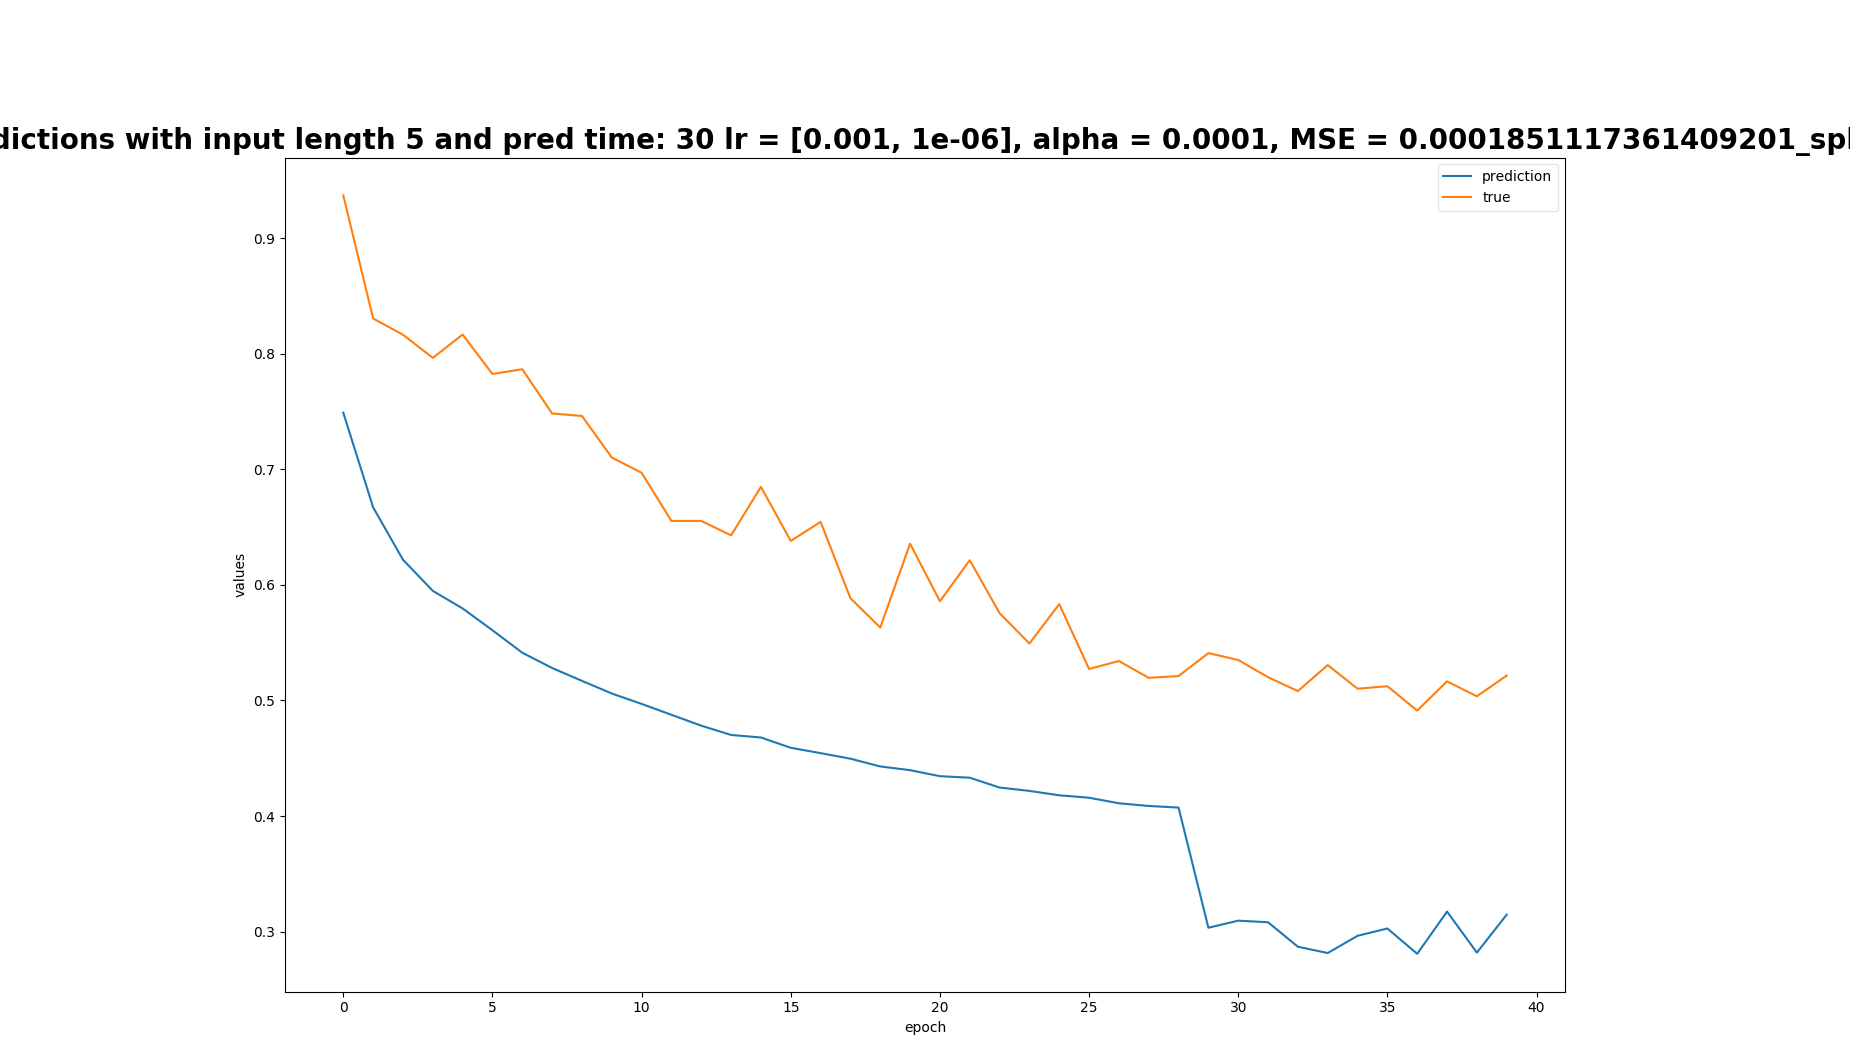 dictions with input length 5 and pred time: 30 lr = [0.001, 1e-06], alpha = 0.0001, MSE = 0.0001851117361409201_spl
prediction
true
0.9
0.8
0.7
0.6
0.5
0.4
0.3
values
0 5 10 15 20 25 30 35 40
epoch